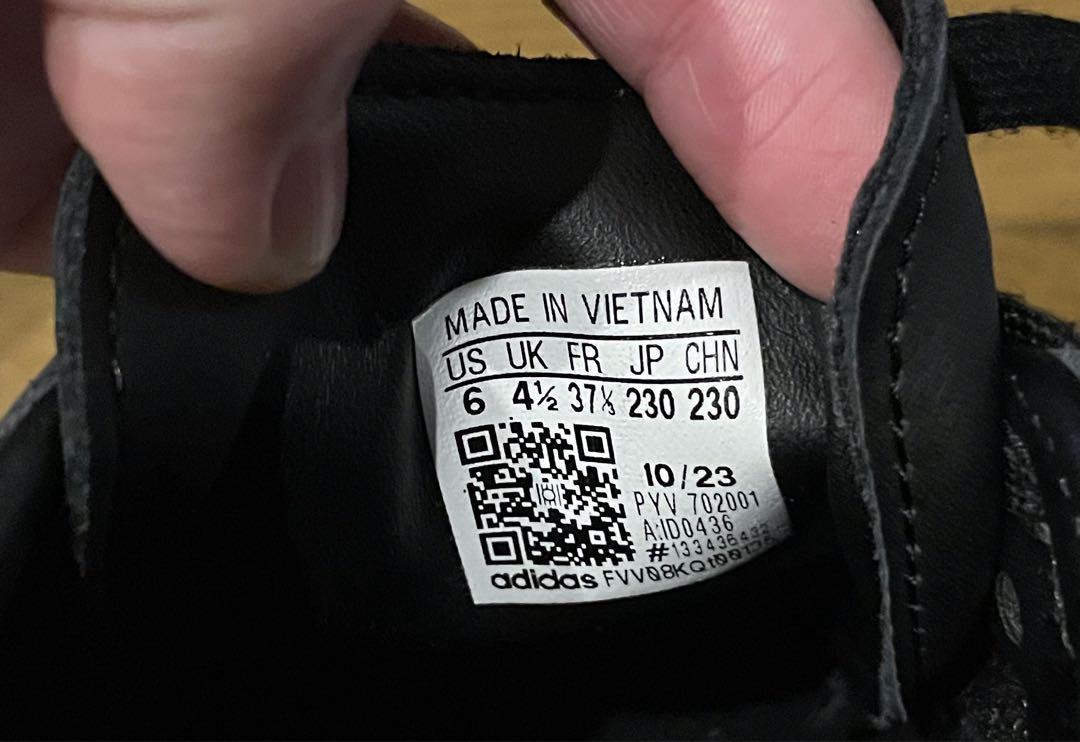 MADE IN VIETNAM
US UK FR JP CHN
6 4½ 37⅓ 230 230
10/23
PYV 702001
A:ID0436
adidas